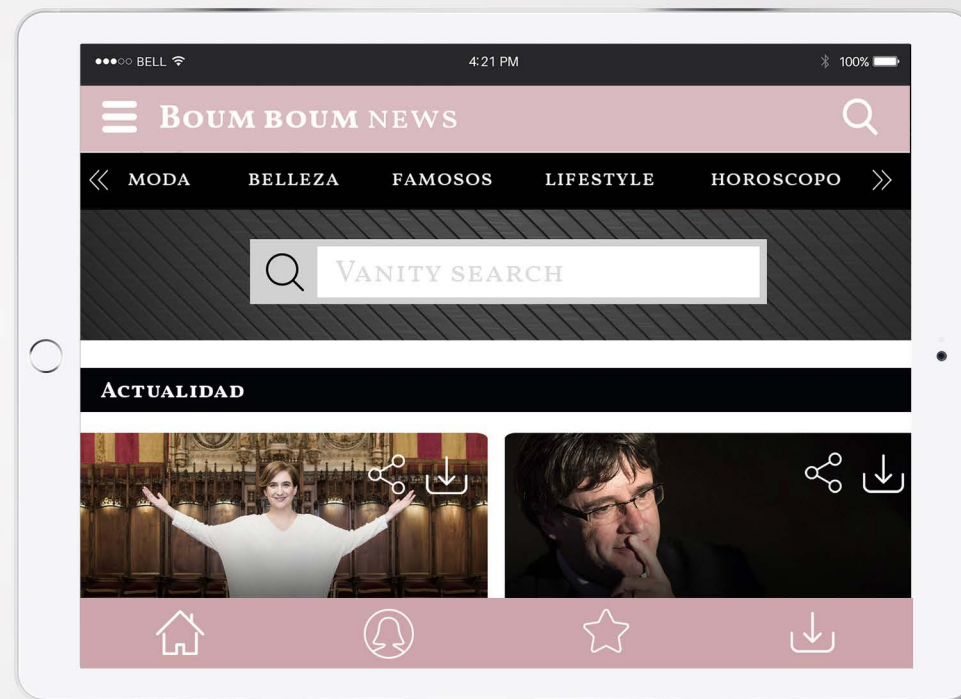 ●●●○○ BELL 4:21 PM 100%
BOUM BOUM NEWS
MODA BELLEZA FAMOSOS LIFESTYLE HOROSCOPO
VANITY SEARCH
ACTUALIDAD